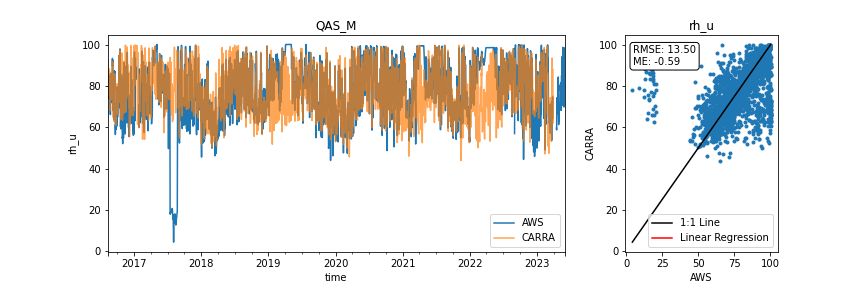 QAS_M
rh_u
100
80
60
40
20
0
2017
2018
2019
2020
2021
2022
2023
time
AWS
CARRA
rh_u
CARRA
100
80
60
40
20
0
RMSE: 13.50
ME: -0.59
1:1 Line
Linear Regression
0
25
50
75
100
AWS